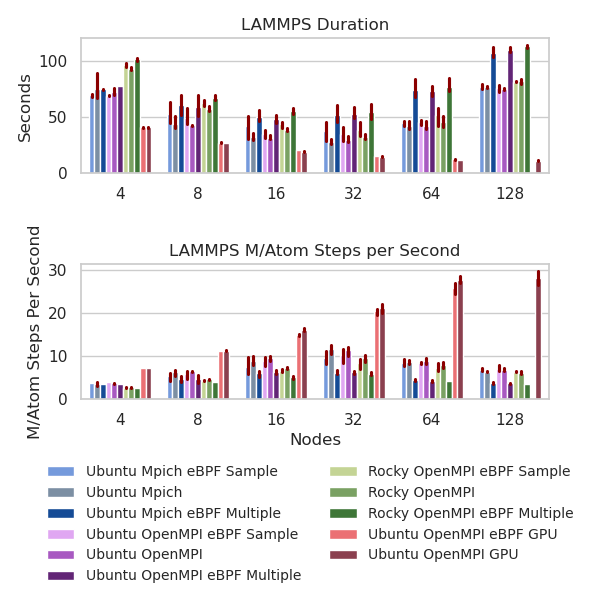 LAMMPS Duration
Seconds
100
50
0
4 8 16 32 64 128
LAMMPS M/Atom Steps per Second
M/Atom Steps Per Second
30
20
10
0
4 8 16 32 64 128
Nodes
Ubuntu Mpich eBPF Sample
Ubuntu Mpich
Ubuntu Mpich eBPF Multiple
Ubuntu OpenMPI eBPF Sample
Ubuntu OpenMPI
Ubuntu OpenMPI eBPF Multiple
Rocky OpenMPI eBPF Sample
Rocky OpenMPI
Rocky OpenMPI eBPF Multiple
Ubuntu OpenMPI eBPF GPU
Ubuntu OpenMPI GPU